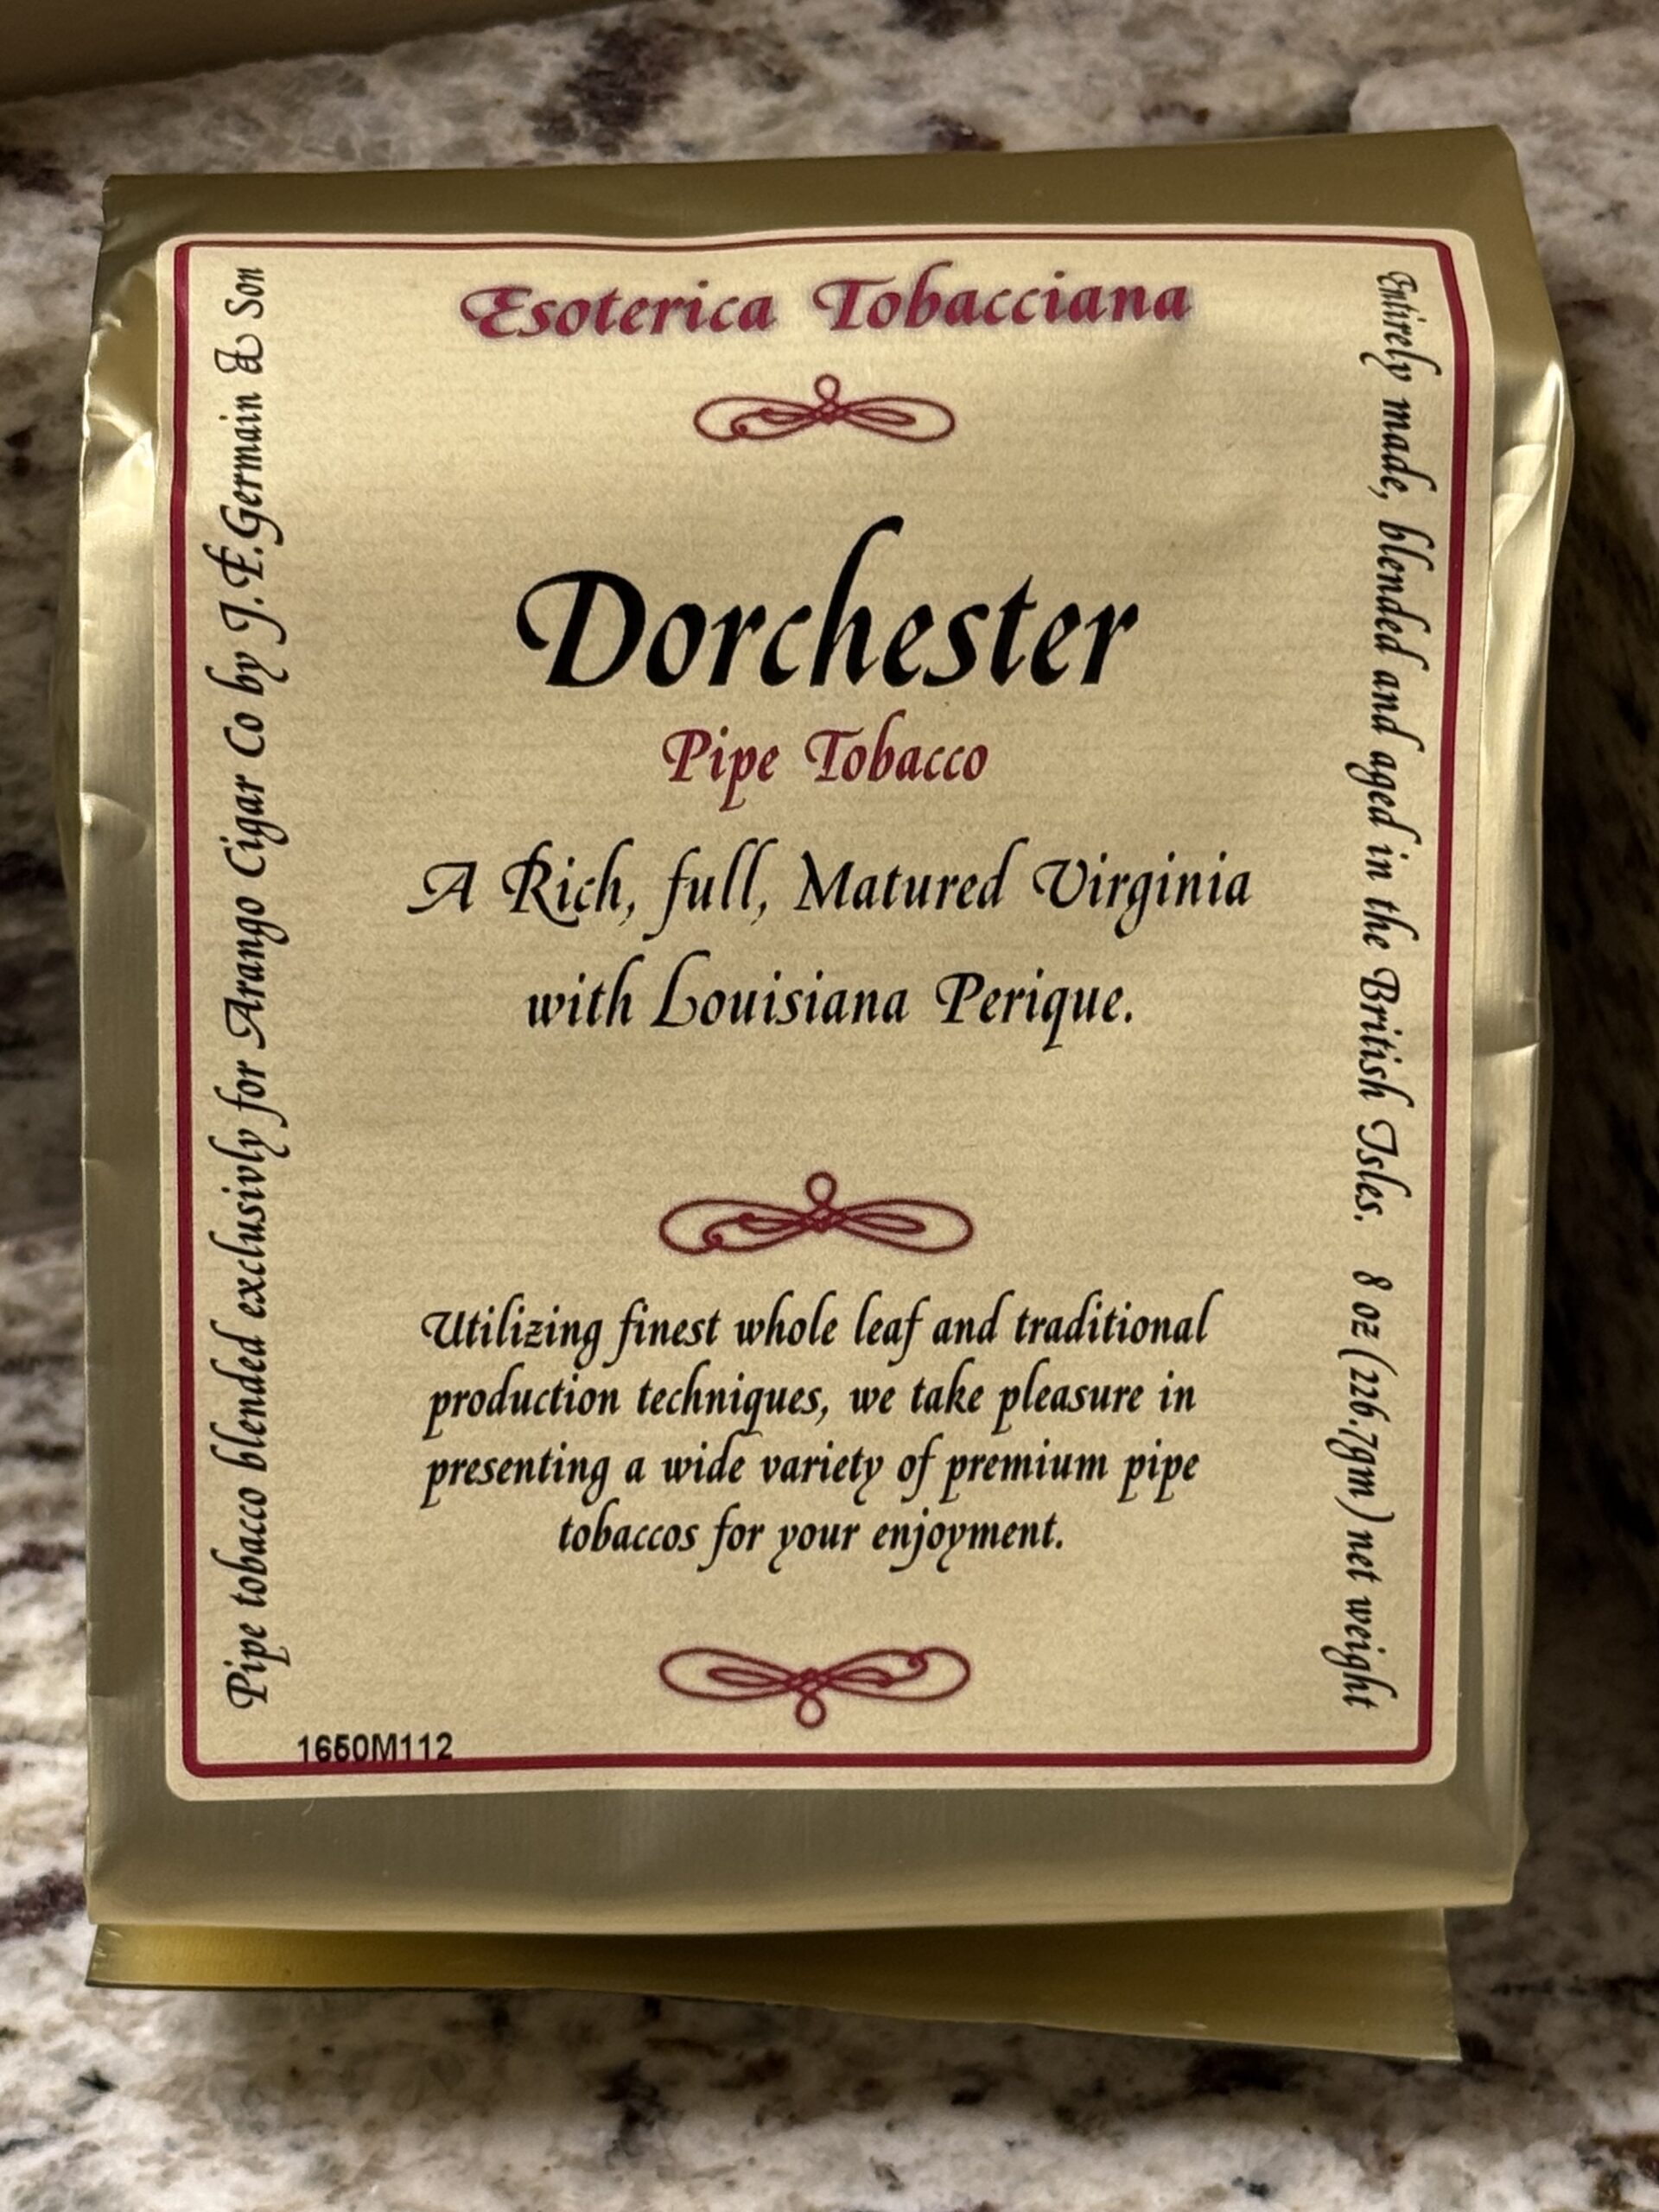 Esoterica Tobacciana
Dorchester
Pipe Tobacco
A Rich, full, Matured Virginia
with Louisiana Perique.
Utilizing finest whole leaf and traditional
production techniques, we take pleasure in
presenting a wide variety of premium pipe
tobaccos for your enjoyment.
Pipe tobacco blended exclusivly for Arango Cigar Co by J.F.Germain & Son
Entirely made, blended and aged in the British Isles. 8 oz (226.7gm) net weight
1650M112